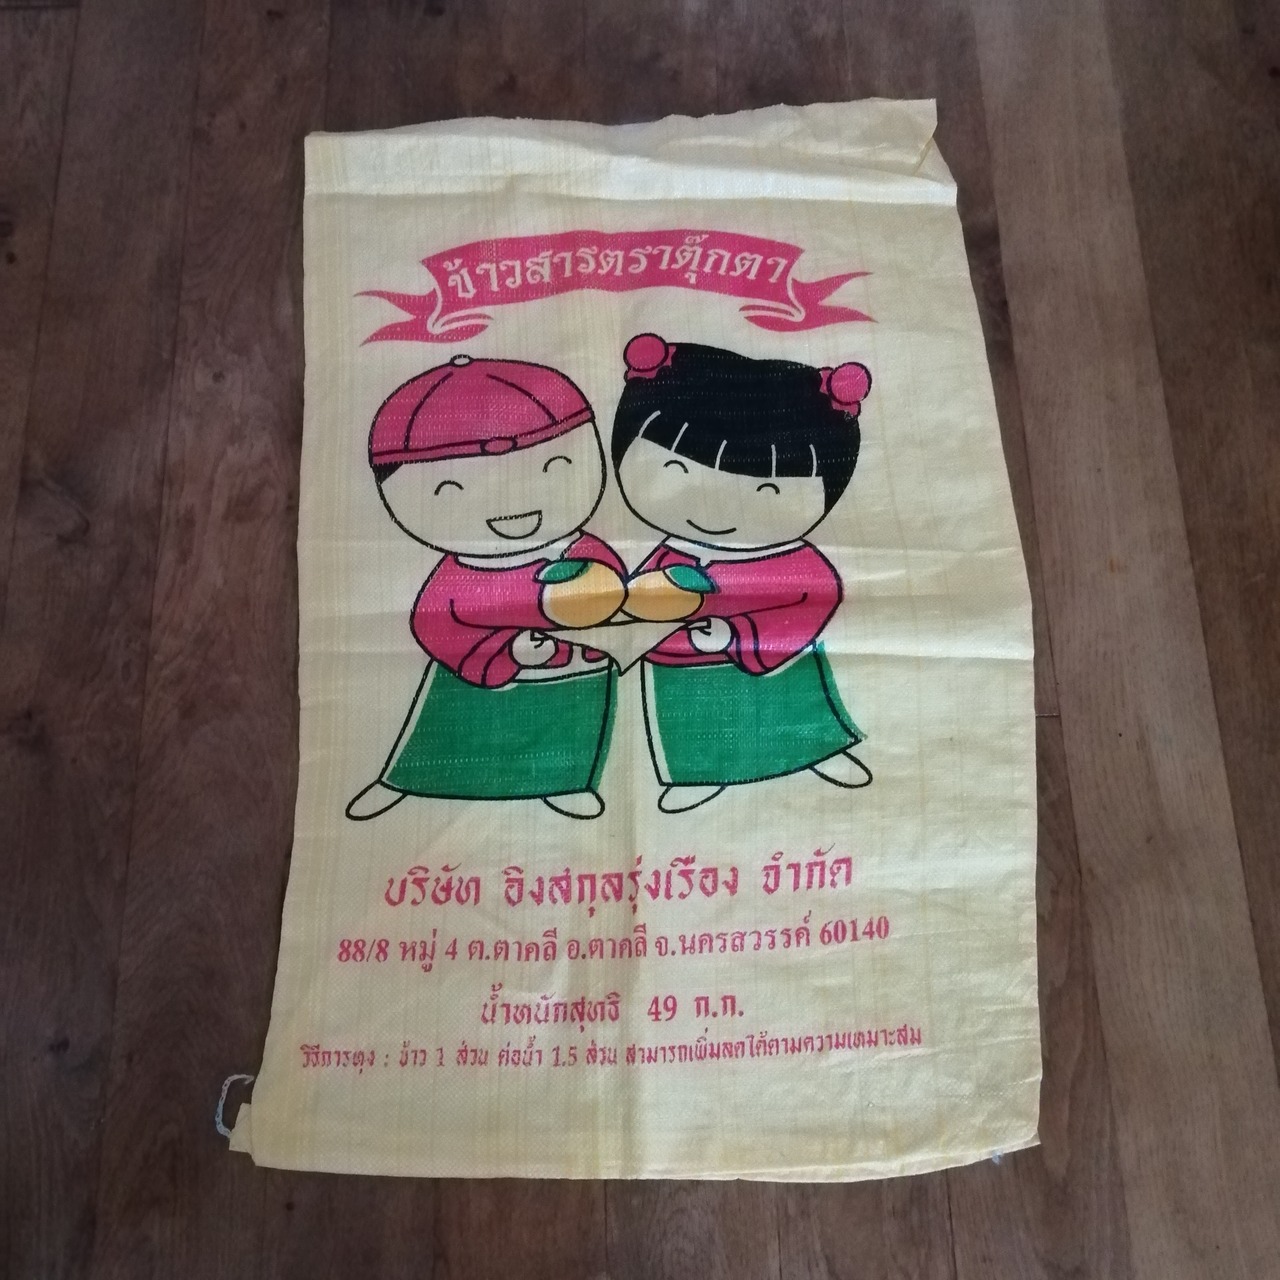 ข้าวสารตราตุ๊กตา
บริษัท อิงสกุลรุ่งเรือง จำกัด
88/8 หมู่ 4 ต.ตาคลี อ.ตาคลี จ.นครสวรรค์ 60140
น้ำหนักสุทธิ 49 ก.ก.
วิธีการหุง : ข้าว 1 ส่วน ต่อน้ำ 1.5 ส่วน สามารถเพิ่มลดได้ตามความเหมาะสม